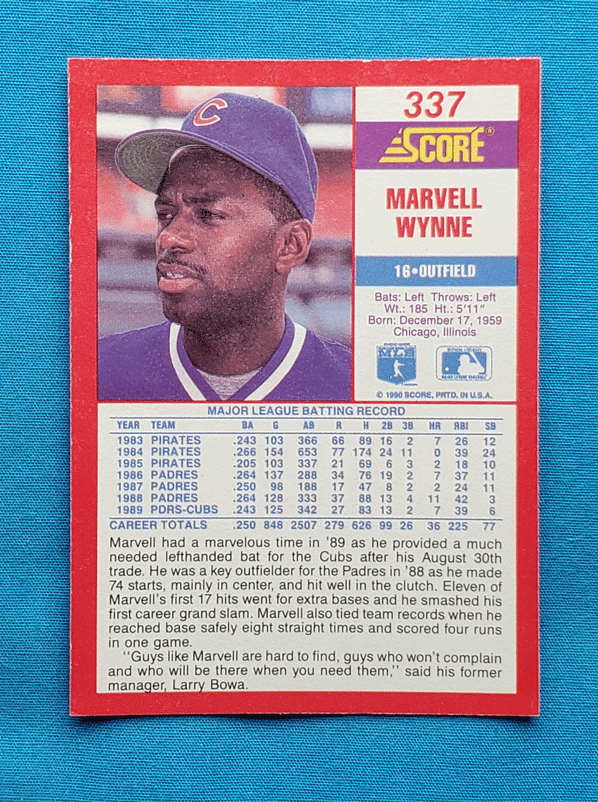 C
337
SCORE®
MARVELL
WYNNE
16•OUTFIELD
Bats: Left Throws: Left
Wt.: 185 Ht.: 5'11"
Born: December 17, 1959
Chicago, Illinois
© 1990 SCORE, PRTD. IN U.S.A.
MAJOR LEAGUE BATTING RECORD
YEAR TEAM BA G AB R H 2B 3B HR RBI SB
1983 PIRATES .243 103 366 66 89 16 2 7 26 12
1984 PIRATES .266 154 653 77 174 24 11 0 39 24
1985 PIRATES .205 103 337 21 69 6 3 2 18 10
1986 PADRES .264 137 288 34 76 19 2 7 37 11
1987 PADRES .250 98 188 17 47 8 2 2 24 11
1988 PADRES .264 128 333 37 88 13 4 11 42 3
1989 PDRS-CUBS .243 125 342 27 83 13 2 7 39 6
CAREER TOTALS .250 848 2507 279 626 99 26 36 225 77
Marvell had a marvelous time in '89 as he provided a much
needed lefthanded bat for the Cubs after his August 30th
trade. He was a key outfielder for the Padres in '88 as he made
74 starts, mainly in center, and hit well in the clutch. Eleven of
Marvell's first 17 hits went for extra bases and he smashed his
first career grand slam. Marvell also tied team records when he
reached base safely eight straight times and scored four runs
in one game.
"Guys like Marvell are hard to find, guys who won't complain
and who will be there when you need them," said his former
manager, Larry Bowa.